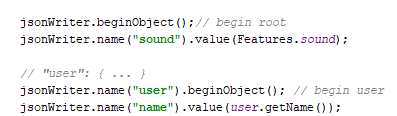 jsonWriter.beginObject();// begin root
jsonWriter.name("sound").value(Features.sound);
// "user": { ... }
jsonWriter.name("user").beginObject(); // begin user
jsonWriter.name("name").value(user.getName());